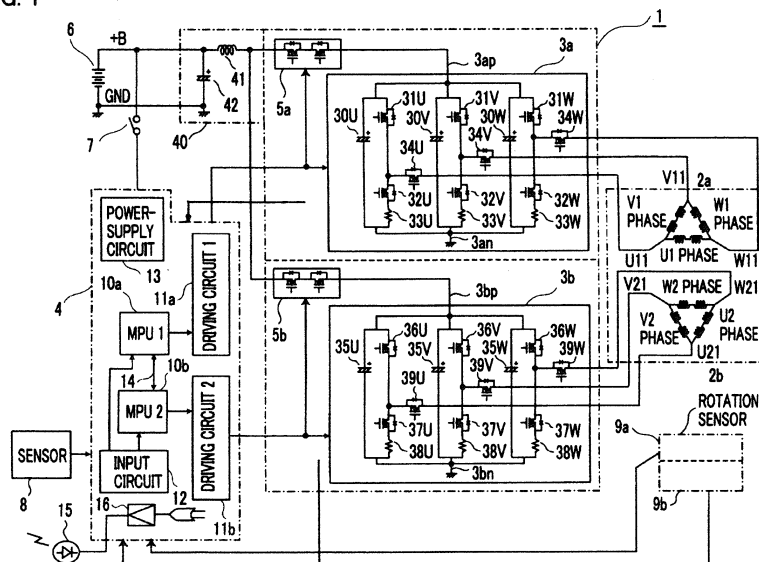 1
6
+B
41
GND
42
7
40
5a
3ap
3a
31U
31V
31W
30U
30V
30W
34W
34V
34U
32U
32V
32W
33U
33V
33W
3an
V11
2a
V1
PHASE
W1
PHASE
U1 PHASE
U11
W11
4
POWER-
SUPPLY
CIRCUIT
13
10a
11a
DRIVING CIRCUIT 1
MPU 1
14
10b
MPU 2
DRIVING CIRCUIT 2
INPUT
CIRCUIT
12
11b
5b
3bp
3b
36U
36V
36W
35U
35V
35W
39W
39V
39U
37U
37V
37W
38U
38V
38W
3bn
V21
W2 PHASE
W21
V2
PHASE
U2
PHASE
U21
2b
ROTATION
SENSOR
9a
9b
SENSOR
8
15
16